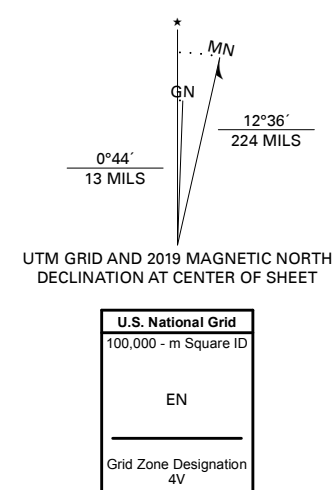 ★
MN
GN
0°44´
13 MILS
12°36´
224 MILS
UTM GRID AND 2019 MAGNETIC NORTH
DECLINATION AT CENTER OF SHEET
U.S. National Grid
100,000 - m Square ID
EN
Grid Zone Designation
4V